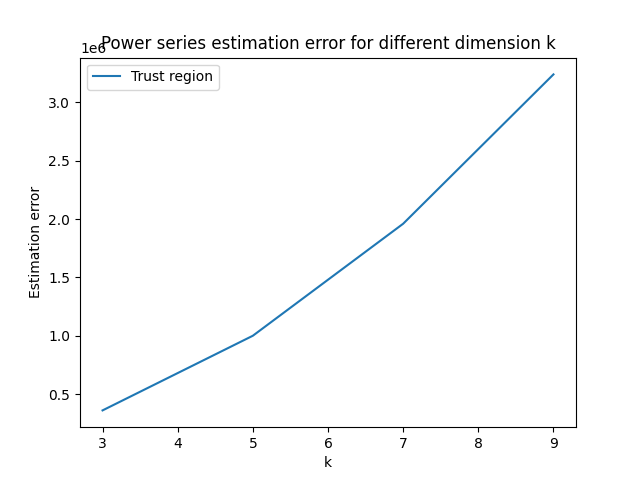 Power series estimation error for different dimension k
1e6
Trust region
3.0
2.5
2.0
1.5
1.0
0.5
Estimation error
3 4 5 6 7 8 9
k